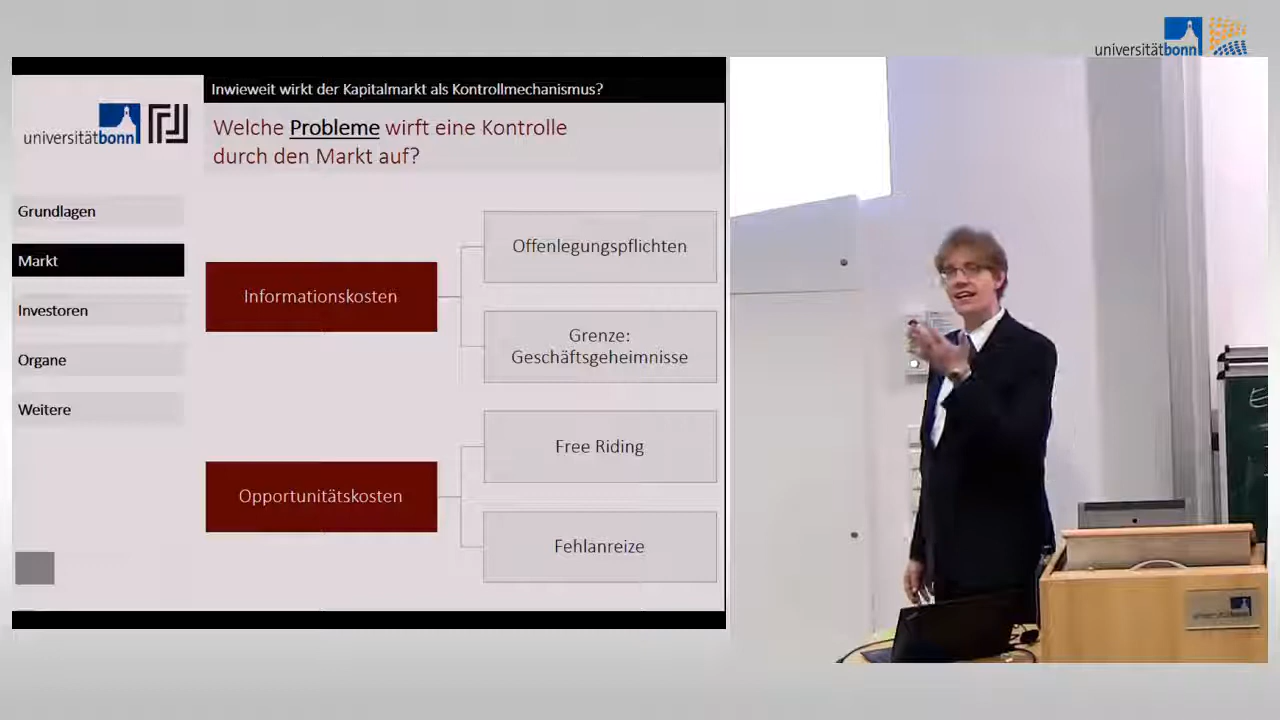 universitätbonn
Inwieweit wirkt der Kapitalmarkt als Kontrollmechanismus?
universitätbonn
Welche Probleme wirft eine Kontrolle
durch den Markt auf?
Grundlagen
Markt
Investoren
Organe
Weitere
Informationskosten
Offenlegungspflichten
Grenze:
Geschäftsgeheimnisse
Opportunitätskosten
Free Riding
Fehlanreize
universitätbonn